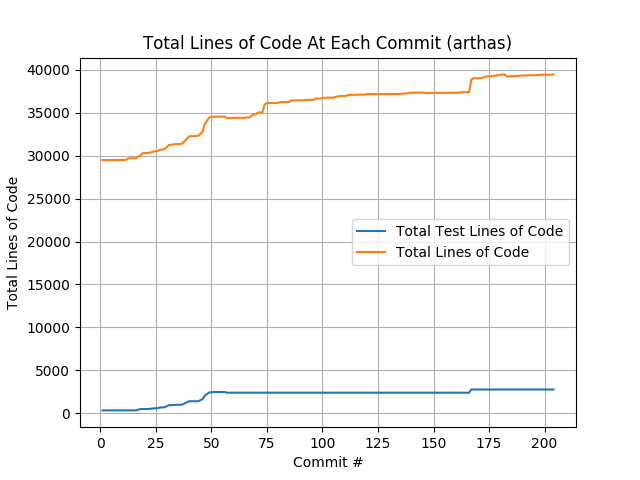 Total Lines of Code At Each Commit (arthas)
40000
35000
30000
25000
20000
15000
10000
5000
0
Total Lines of Code
Total Test Lines of Code
Total Lines of Code
0 25 50 75 100 125 150 175 200
Commit #